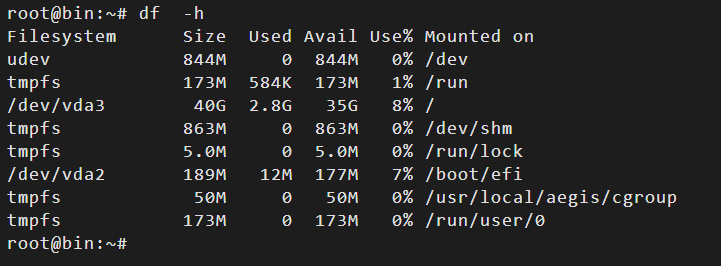 root@bin:~# df  -h
Filesystem      Size  Used Avail Use% Mounted on
udev            844M     0  844M   0% /dev
tmpfs           173M  584K  173M   1% /run
/dev/vda3        40G  2.8G   35G   8% /
tmpfs           863M     0  863M   0% /dev/shm
tmpfs           5.0M     0  5.0M   0% /run/lock
/dev/vda2       189M   12M  177M   7% /boot/efi
tmpfs            50M     0   50M   0% /usr/local/aegis/cgroup
tmpfs           173M     0  173M   0% /run/user/0
root@bin:~#